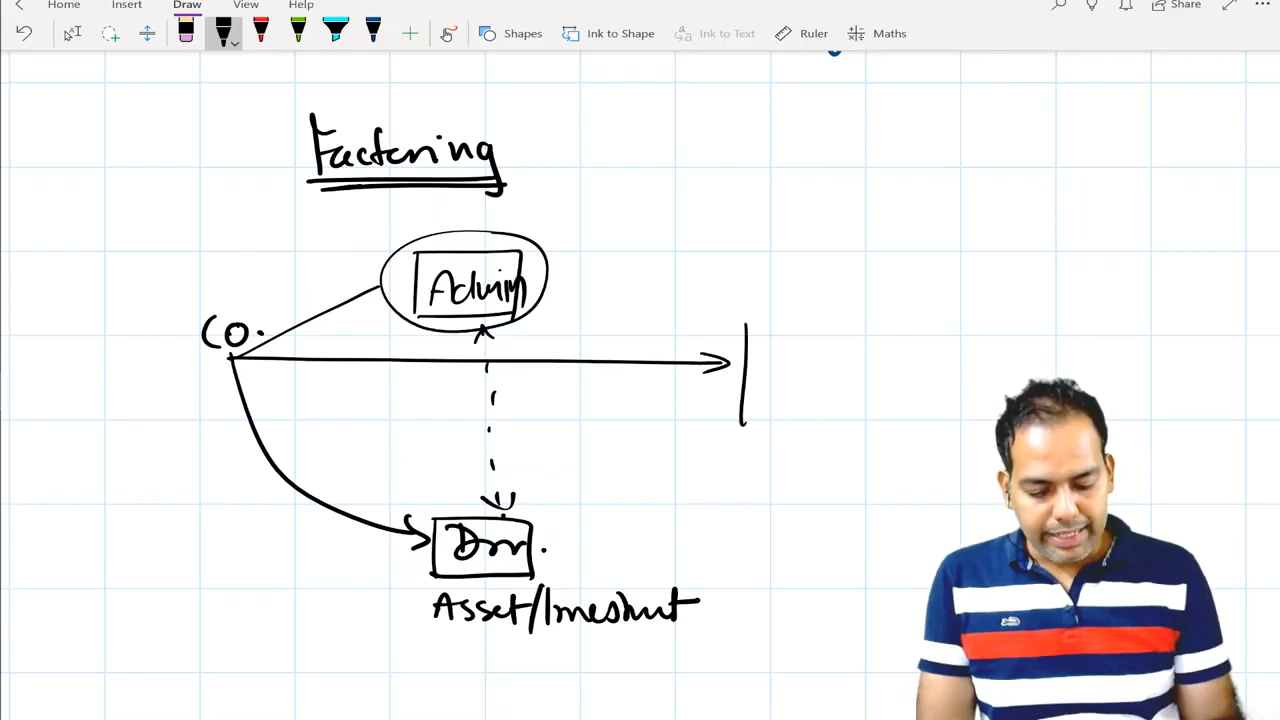 Home Insert Draw View Help Share
Shapes Ink to Shape Ink to Text Ruler Maths
Factoring
Admin
CO.
Drr.
Asset/Investment